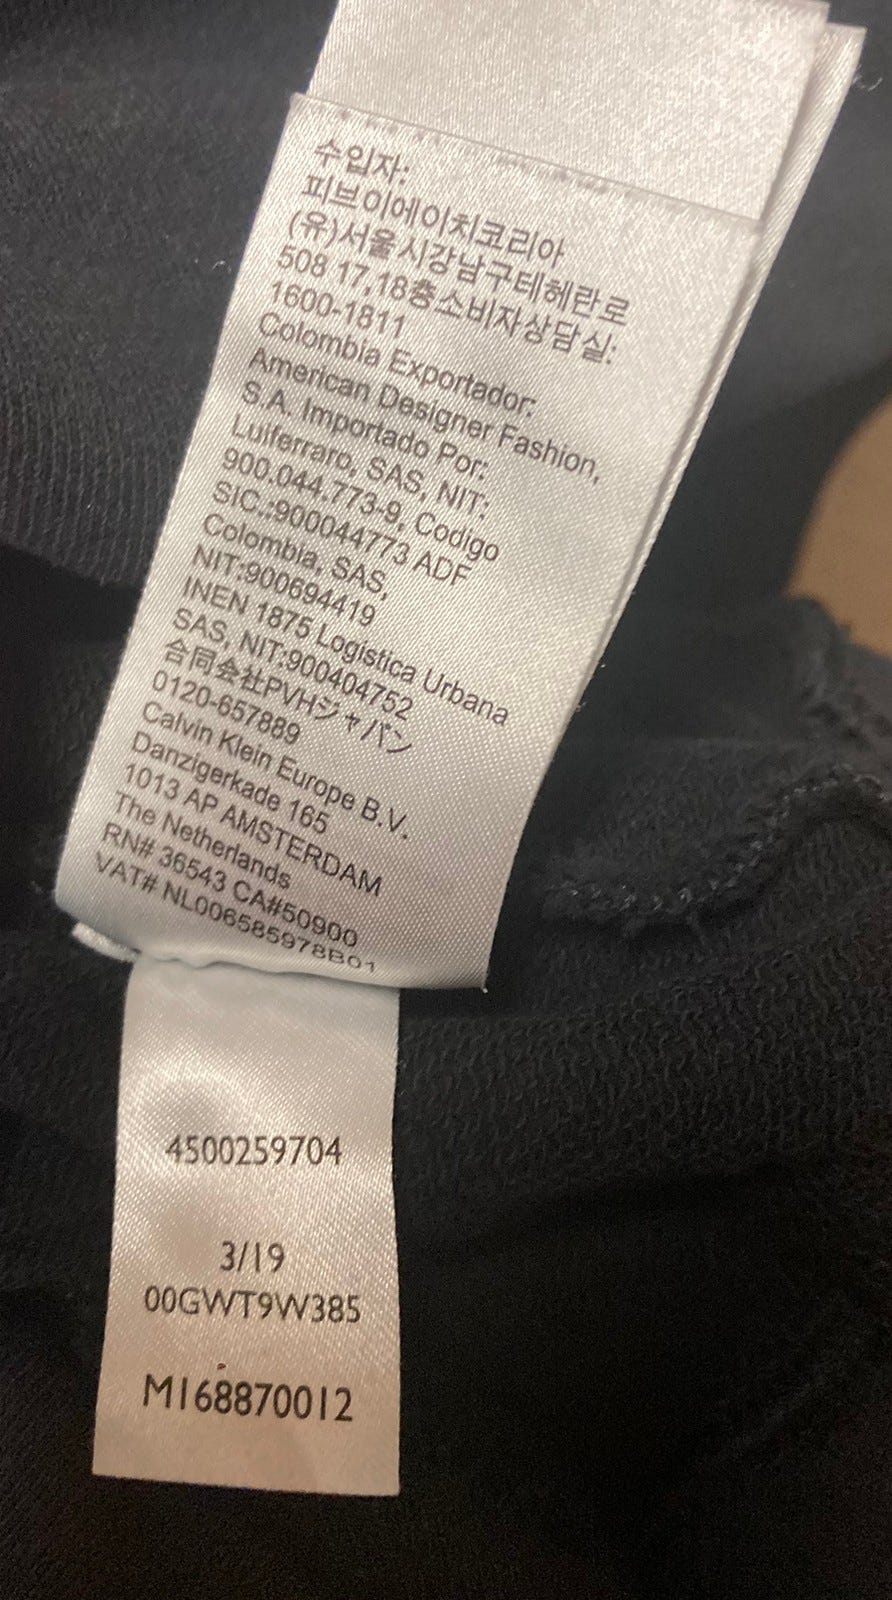 수입자:
피브이에이치코리아
(유)서울시강남구테헤란로
508 17,18층소비자상담실:
1600-1811
Colombia Exportador:
American Designer Fashion,
S.A. Importado Por:
Luiferraro, SAS, NIT:
900.044.773-9, Codigo
SIC.:900044773 ADF
Colombia, SAS,
NIT:900694419
INEN 1875 Logistica Urbana
SAS, NIT:900404752
合同会社PVHジャパン
0120-657889
Calvin Klein Europe B.V.
Danzigerkade 165
1013 AP AMSTERDAM
The Netherlands
RN# 36543 CA#50900
VAT# NL006585978B01
4500259704
3/19
00GWT9W385
M168870012